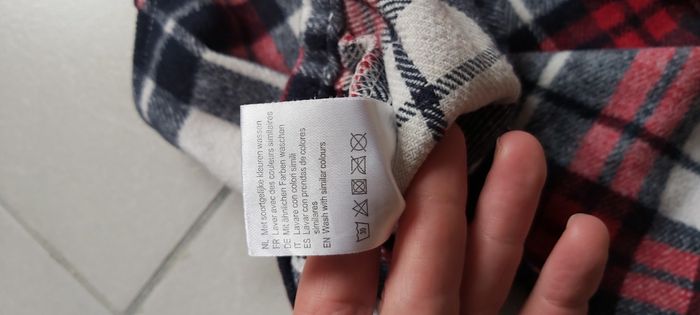 NL Met soortgelijke kleuren wassen
FR Laver avec des couleurs similaires
DE Mit ähnlichen Farben waschen
IT Lavare con colori simili
ES Lavar con prendas de colores
similares
EN Wash with similar colours
30